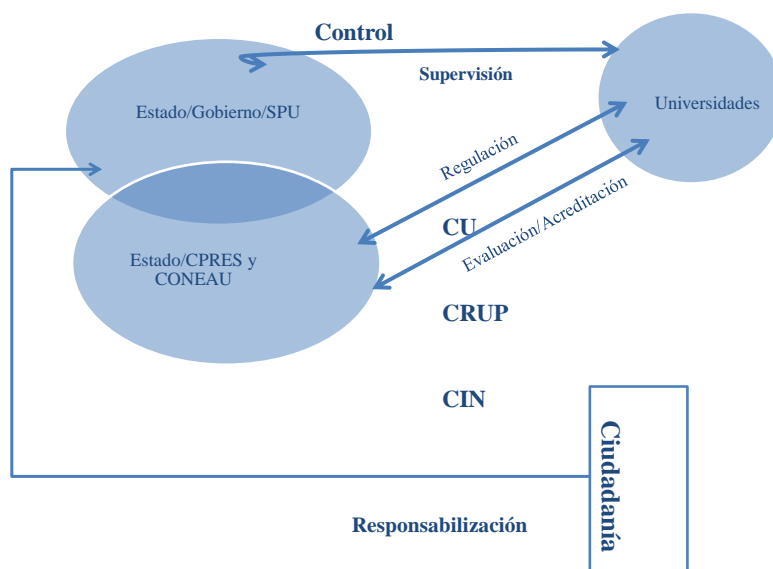 Control
Supervisión
Estado/Gobierno/SPU
Universidades
Regulación
CU
Evaluación/Acreditación
Estado/CPRES y
CONEAU
CRUP
CIN
Ciudadanía
Responsabilización